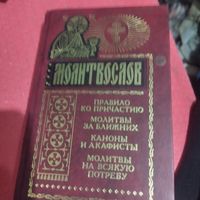 МОЛИТВОСЛОВ
ПРАВИЛО
КО ПРИЧАСТИЮ
МОЛИТВЫ
ЗА БЛИЖНИХ
КАНОНЫ
И АКАФИСТЫ
МОЛИТВЫ
НА ВСЯКУЮ
ПОТРЕБУ